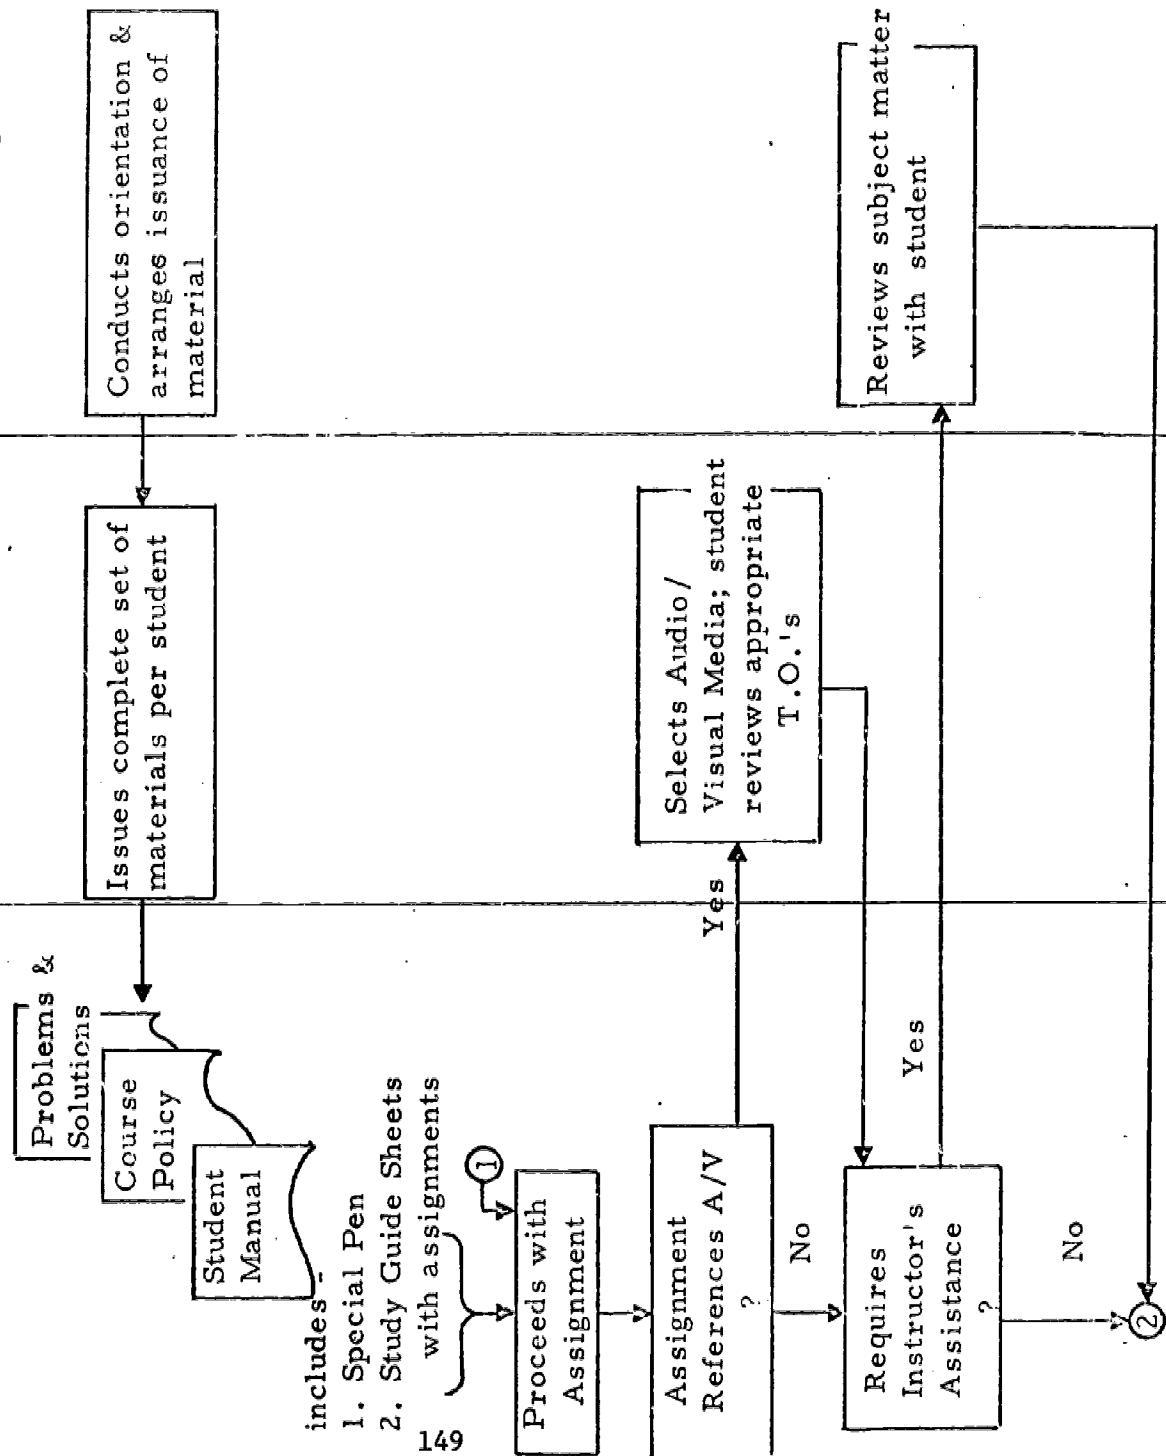 Conducts orientation &
arranges issuance of
material
Issues complete set of
materials per student
Problems &
Solutions
Course
Policy
Student
Manual
includes -
1. Special Pen
2. Study Guide Sheets
with assignments
1
Proceeds with
Assignment
Assignment
References A/V
?
Yes
No
Selects Audio/
Visual Media; student
reviews appropriate
T.O.'s
Requires
Instructor's
Assistance
?
Yes
No
Reviews subject matter
with student
2
149